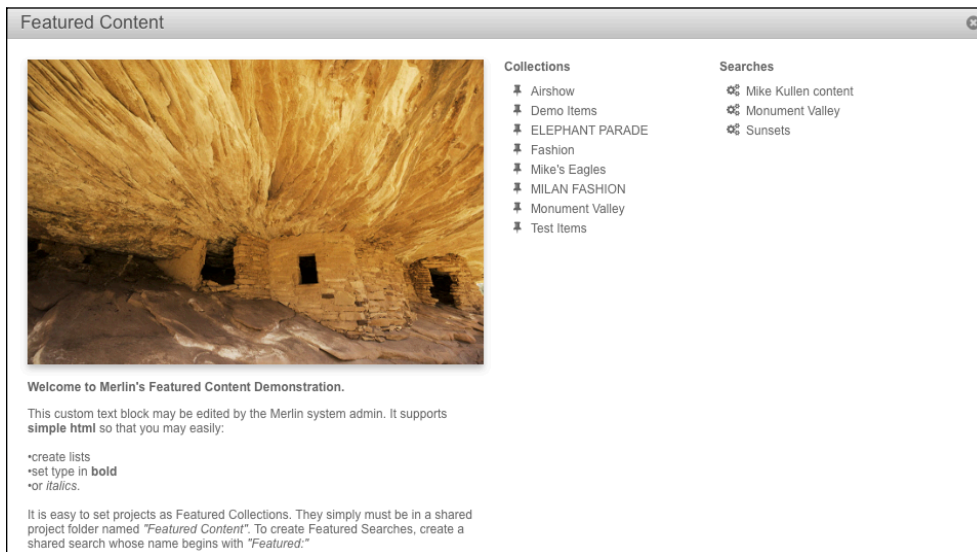 Featured Content
Collections
Airshow
Demo Items
ELEPHANT PARADE
Fashion
Mike's Eagles
MILAN FASHION
Monument Valley
Test Items
Searches
Mike Kullen content
Monument Valley
Sunsets
Welcome to Merlin's Featured Content Demonstration.
This custom text block may be edited by the Merlin system admin. It supports
simple html so that you may easily:
•create lists
•set type in bold
•or italics.
It is easy to set projects as Featured Collections. They simply must be in a shared
project folder named "Featured Content". To create Featured Searches, create a
shared search whose name begins with "Featured:"